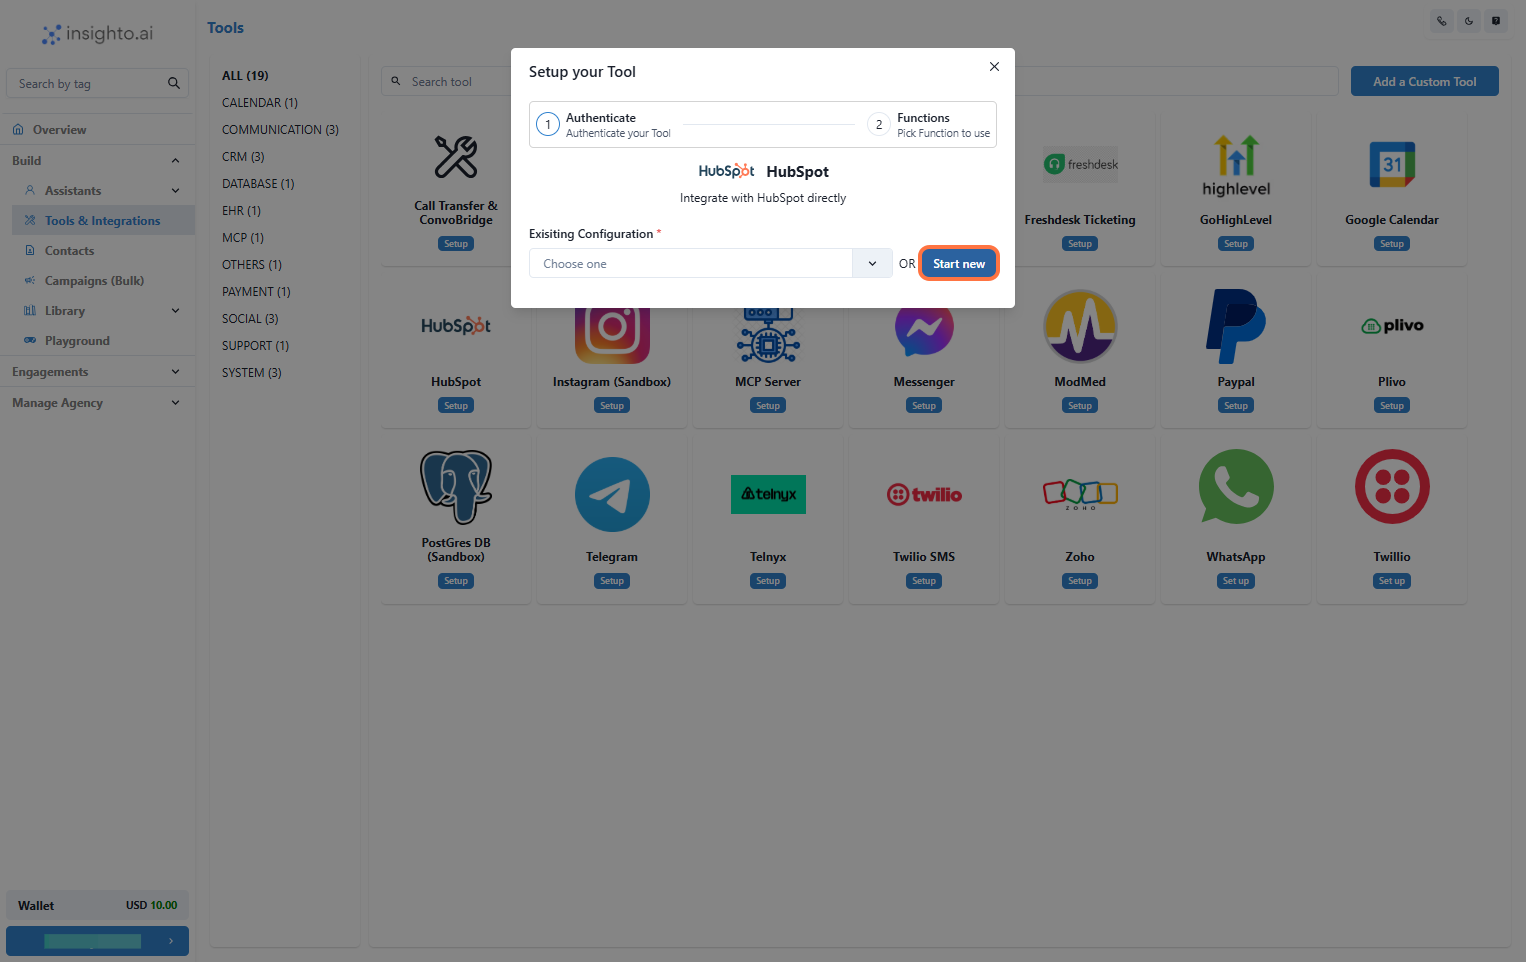 insighto.ai
Tools
Search by tag
Overview
Build
Assistants
Tools & Integrations
Contacts
Campaigns (Bulk)
Library
Playground
Engagements
Manage Agency
Wallet USD 10.00
ALL (19)
CALENDAR (1)
COMMUNICATION (3)
CRM (3)
DATABASE (1)
EHR (1)
MCP (1)
OTHERS (1)
PAYMENT (1)
SOCIAL (3)
SUPPORT (1)
SYSTEM (3)
Search tool
Add a Custom Tool
Setup your Tool
1 Authenticate
Authenticate your Tool
2 Functions
Pick Function to use
HubSpot HubSpot
Integrate with HubSpot directly
Exisiting Configuration *
Choose one OR Start new
Call Transfer &
ConvoBridge
Setup
freshdesk
Freshdesk Ticketing
Setup
highlevel
GoHighLevel
Setup
31
Google Calendar
Setup
HubSpot
HubSpot
Setup
Instagram (Sandbox)
Setup
MCP Server
Setup
Messenger
Setup
ModMed
Setup
Paypal
Setup
plivo
Plivo
Setup
PostGres DB
(Sandbox)
Setup
Telegram
Setup
telnyx
Telnyx
Setup
twilio
Twilio SMS
Setup
ZOHO
Zoho
Setup
WhatsApp
Set up
Twillio
Set up